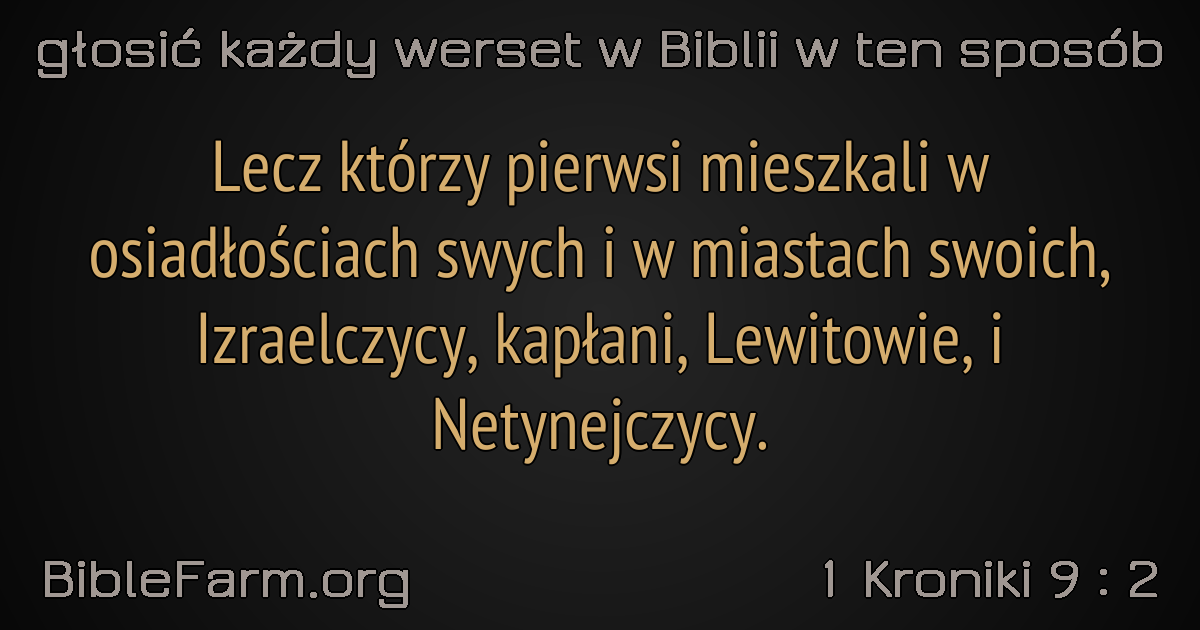 głosić każdy werset w Biblii w ten sposób
Lecz którzy pierwsi mieszkali w
osiadłościach swych i w miastach swoich,
Izraelczycy, kapłani, Lewitowie, i
Netynejczycy.
BibleFarm.org
1 Kroniki 9 : 2